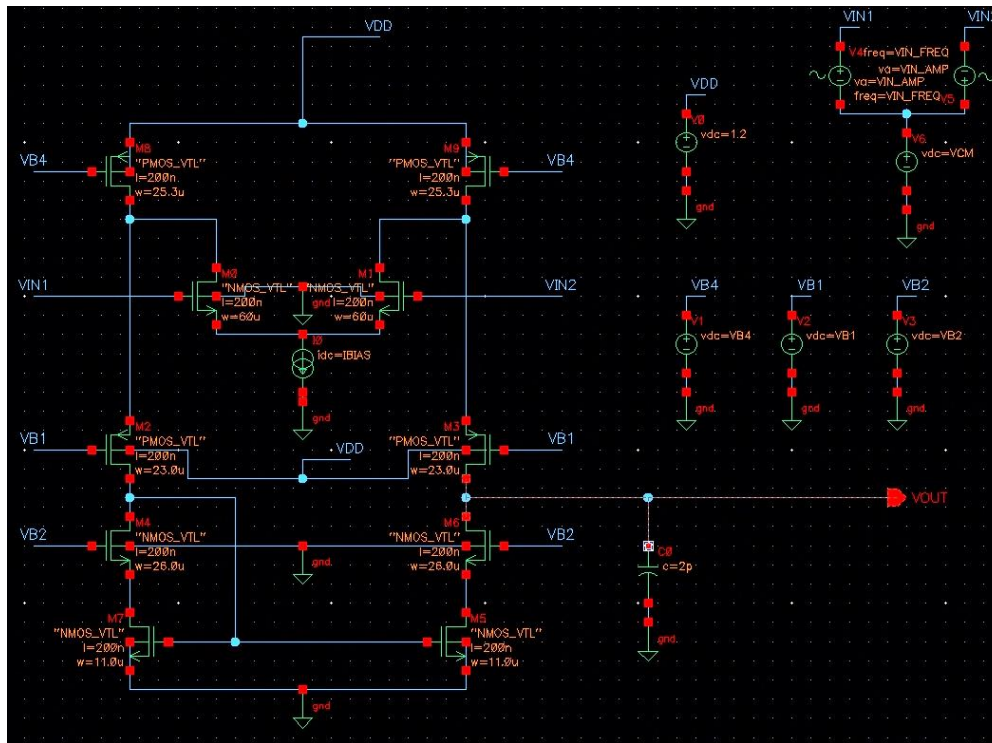 VDD
VIN1
VIN2
V4
freq=VIN_FREQ
va=VIN_AMP
va=VIN_AMP
freq=VIN_FREQ
V5
VDD
V0
vdc=1.2
gnd
V6
vdc=VCM
gnd
VB4
M8
"PMOS_VTL"
l=200n
w=25.3u
M9
"PMOS_VTL"
l=200n
w=25.3u
VB4
VIN1
M0
"NMOS_VTL"
l=200n
w=60u
gnd
M1
"NMOS_VTL"
l=200n
w=60u
VIN2
I0
idc=IBIAS
gnd
VB4
V1
vdc=VB4
gnd
VB1
V2
vdc=VB1
gnd
VB2
V3
vdc=VB2
gnd
VB1
M2
"PMOS_VTL"
l=200n
w=23.0u
VDD
M3
"PMOS_VTL"
l=200n
w=23.0u
VB1
VOUT
VB2
M4
"NMOS_VTL"
l=200n
w=26.0u
gnd
M6
"NMOS_VTL"
l=200n
w=26.0u
VB2
C0
c=2p
gnd
M7
"NMOS_VTL"
l=200n
w=11.0u
M5
"NMOS_VTL"
l=200n
w=11.0u
gnd